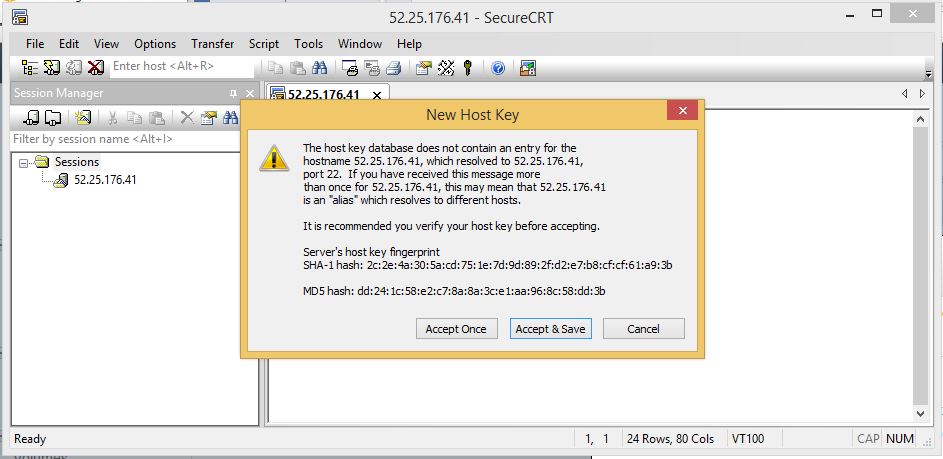 52.25.176.41 - SecureCRT
File Edit View Options Transfer Script Tools Window Help
Enter host <Alt+R>
Session Manager
52.25.176.41
Filter by session name <Alt+I>
Sessions
52.25.176.41
New Host Key
The host key database does not contain an entry for the
hostname 52.25.176.41, which resolved to 52.25.176.41,
port 22. If you have received this message more
than once for 52.25.176.41, this may mean that 52.25.176.41
is an "alias" which resolves to different hosts.
It is recommended you verify your host key before accepting.
Server's host key fingerprint
SHA-1 hash: 2c:2e:4a:30:5a:cd:75:1e:7d:9d:89:2f:d2:e7:b8:cf:cf:61:a9:3b
MD5 hash: dd:24:1c:58:e2:c7:8a:8a:3c:e1:aa:96:8c:58:dd:3b
Accept Once Accept & Save Cancel
Ready 1, 1 24 Rows, 80 Cols VT100 CAP NUM